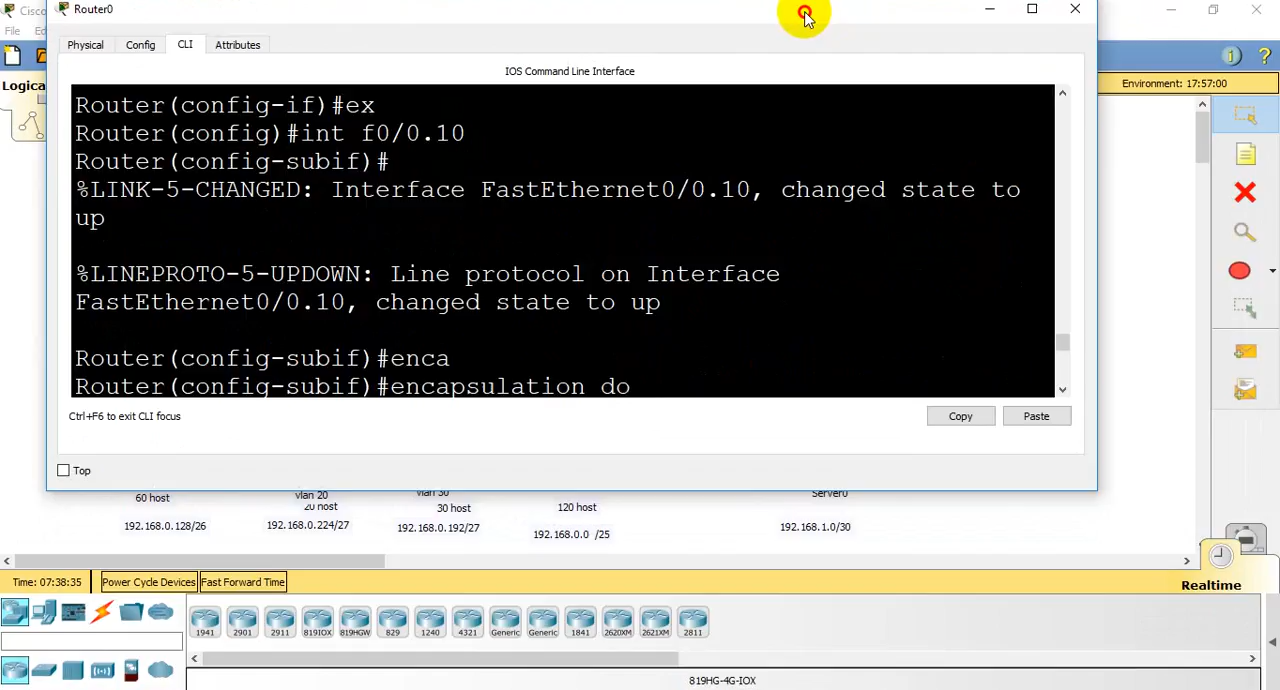 Router0
Cisco
File
Ed
Physical
Config
CLI
Attributes
IOS Command Line Interface
Environment: 17:57:00
Logica
Router(config-if)#ex
Router(config)#int f0/0.10
Router(config-subif)#
%LINK-5-CHANGED: Interface FastEthernet0/0.10, changed state to
up
%LINEPROTO-5-UPDOWN: Line protocol on Interface
FastEthernet0/0.10, changed state to up
Router(config-subif)#enca
Router(config-subif)#encapsulation do
Ctrl+F6 to exit CLI focus
Copy
Paste
Top
60 host
vlan 20
20 host
vlan 30
30 host
120 host
Server0
192.168.0.128/26
192.168.0.224/27
192.168.0.192/27
192.168.0.0 /25
192.168.1.0/30
Time: 07:38:35
Power Cycle Devices
Fast Forward Time
Realtime
1941
2901
2911
819IOX
819HGW
829
1240
4321
Generic
Generic
1841
2620XM
2621XM
2811
819HG-4G-IOX